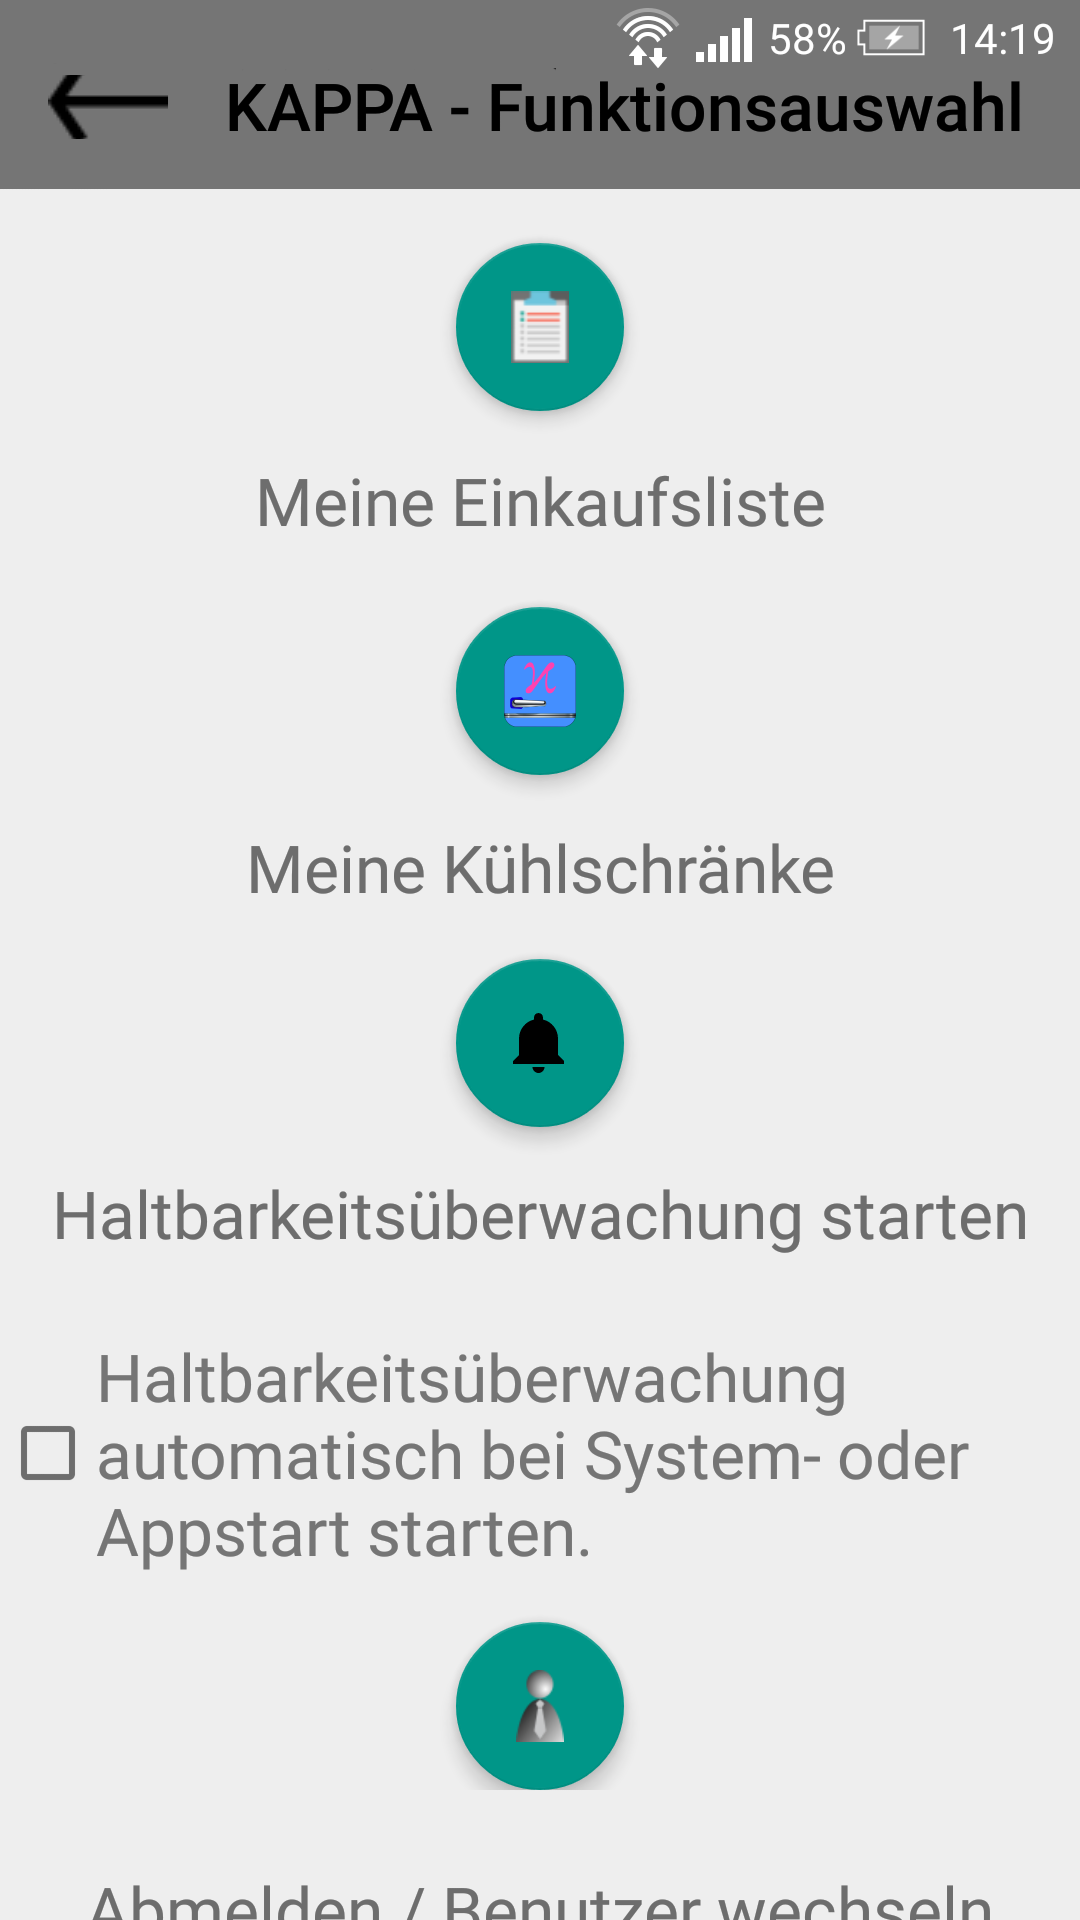 58% 14:19
KAPPA - Funktionsauswahl
Meine Einkaufsliste
Meine Kühlschränke
Haltbarkeitsüberwachung starten
Haltbarkeitsüberwachung
automatisch bei System- oder
Appstart starten.
Abmelden / Benutzer wechseln